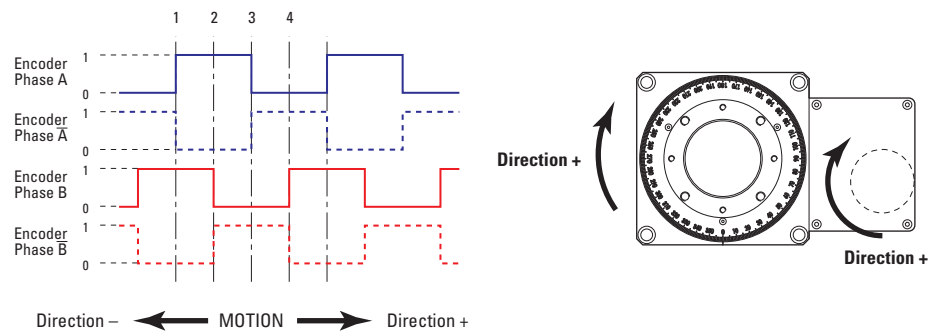 1 2 3 4
Encoder
Phase A
1
0
Encoder
Phase A̅
1
0
Encoder
Phase B
1
0
Encoder
Phase B̅
1
0
Direction – MOTION Direction +
Direction +
Direction +